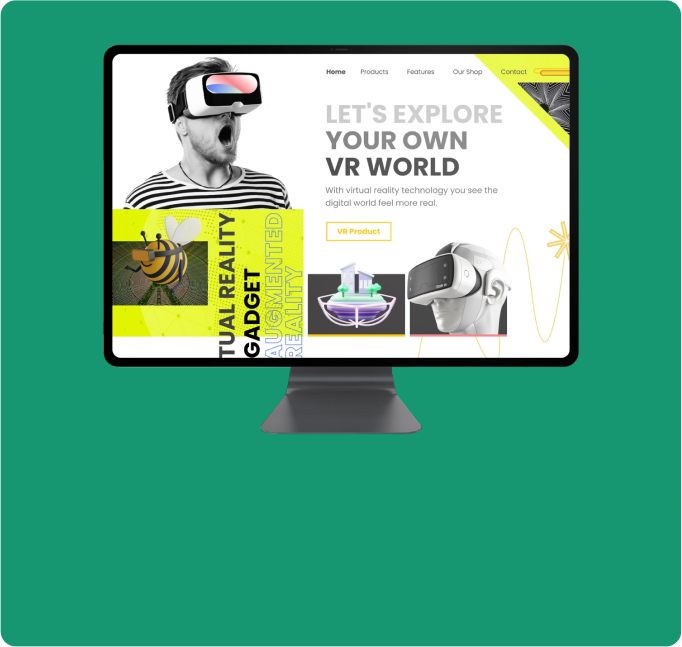 Home Products Features Our Shop Contact
LET'S EXPLORE
YOUR OWN
VR WORLD
With virtual reality technology you see the
digital world feel more real.
VR Product
TUAL REALITY
GADGET
AUGMENTED
REALITY